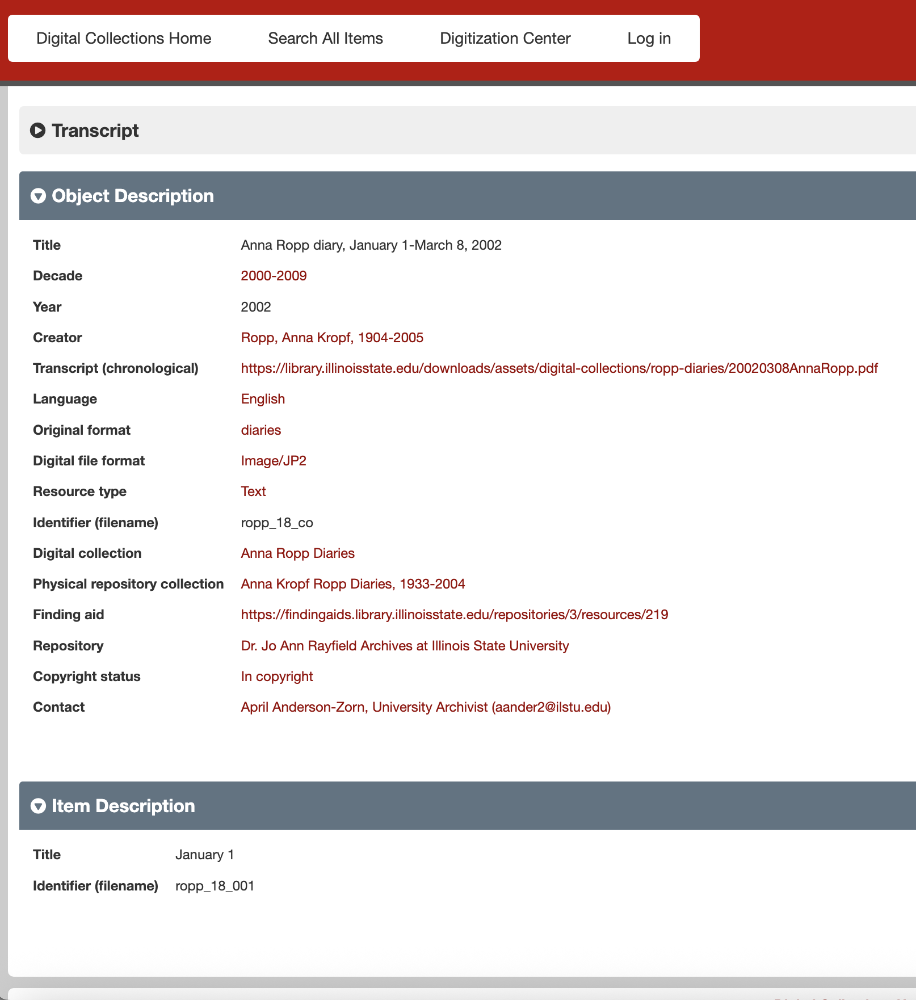 Digital Collections Home Search All Items Digitization Center Log in
Transcript
Object Description
Title Anna Ropp diary, January 1-March 8, 2002
Decade 2000-2009
Year 2002
Creator Ropp, Anna Kropf, 1904-2005
Transcript (chronological) https://library.illinoisstate.edu/downloads/assets/digital-collections/ropp-diaries/20020308AnnaRopp.pdf
Language English
Original format diaries
Digital file format Image/JP2
Resource type Text
Identifier (filename) ropp_18_co
Digital collection Anna Ropp Diaries
Physical repository collection Anna Kropf Ropp Diaries, 1933-2004
Finding aid https://findingaids.library.illinoisstate.edu/repositories/3/resources/219
Repository Dr. Jo Ann Rayfield Archives at Illinois State University
Copyright status In copyright
Contact April Anderson-Zorn, University Archivist (aander2@ilstu.edu)
Item Description
Title January 1
Identifier (filename) ropp_18_001